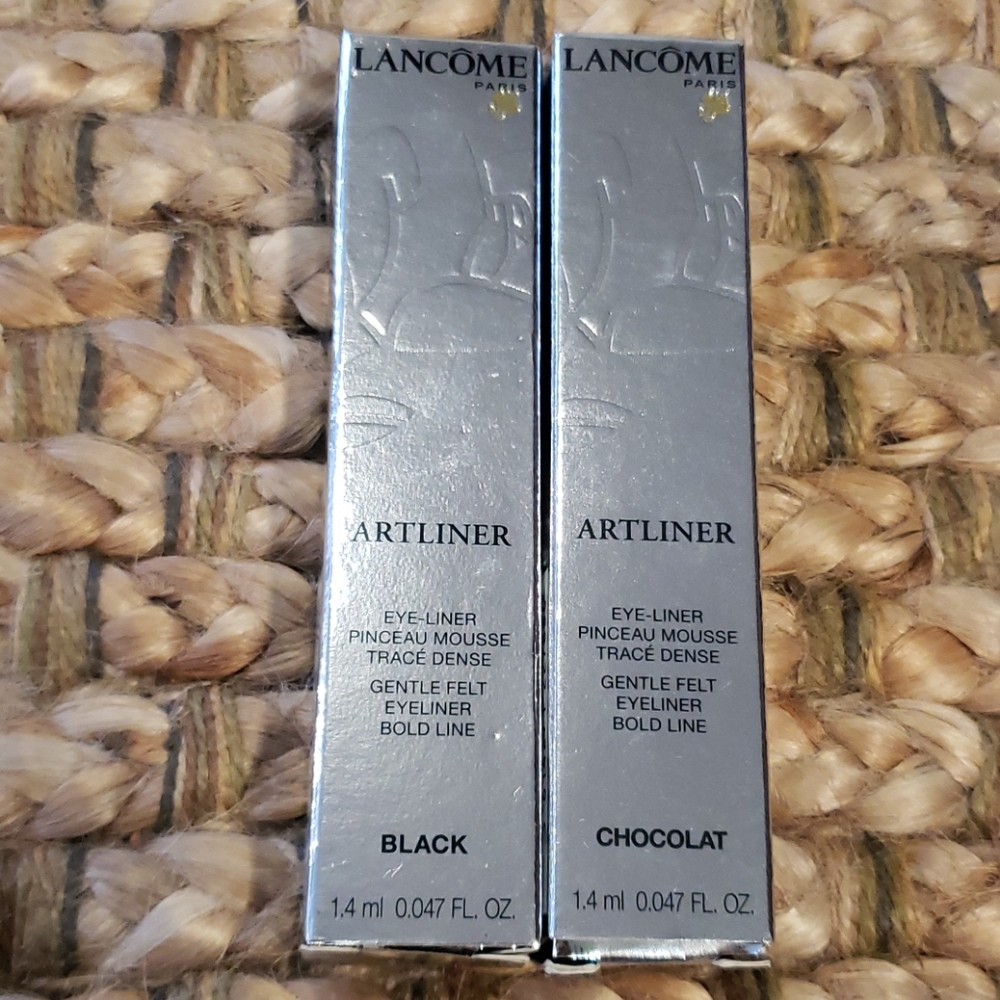 LANCÔME
PARIS
ARTLINER
EYE-LINER
PINCEAU MOUSSE
TRACÉ DENSE
GENTLE FELT
EYELINER
BOLD LINE
BLACK
1.4 ml 0.047 FL. OZ.
LANCÔME
PARIS
ARTLINER
EYE-LINER
PINCEAU MOUSSE
TRACÉ DENSE
GENTLE FELT
EYELINER
BOLD LINE
CHOCOLAT
1.4 ml 0.047 FL. OZ.